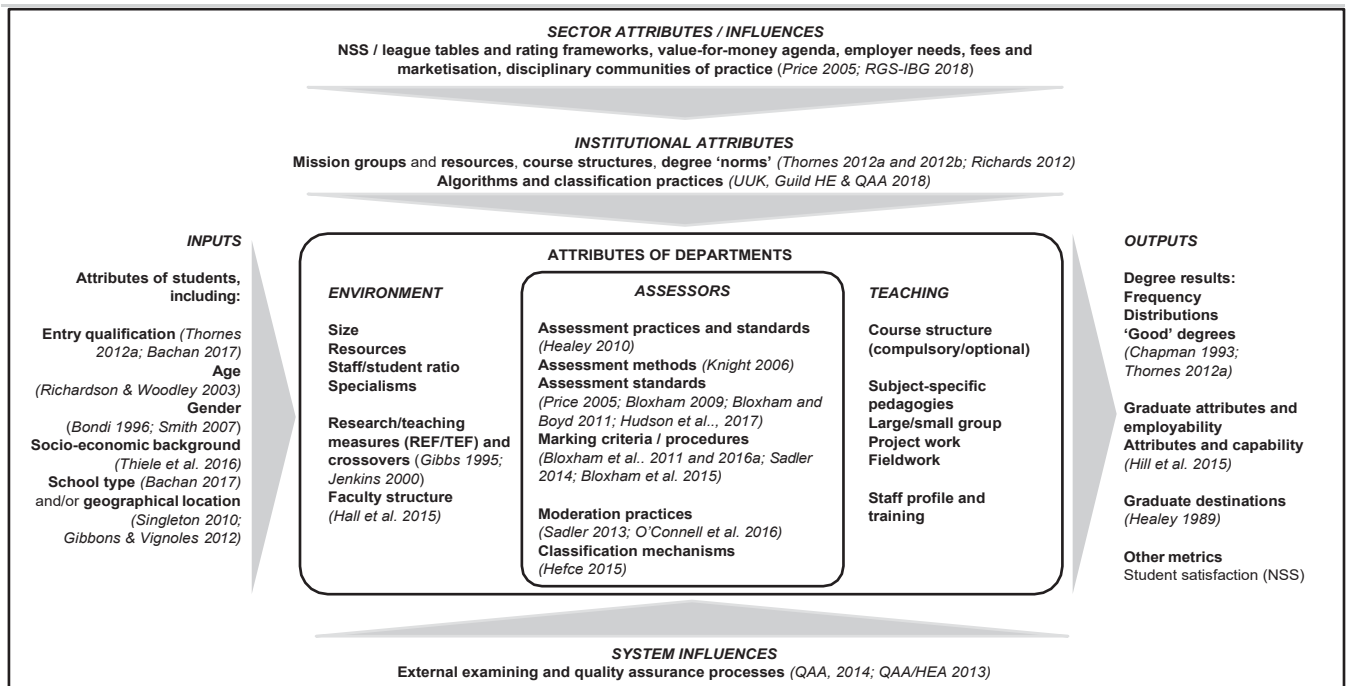 SECTOR ATTRIBUTES / INFLUENCES
NSS / league tables and rating frameworks, value-for-money agenda, employer needs, fees and
marketisation, disciplinary communities of practice (Price 2005; RGS-IBG 2018)
INSTITUTIONAL ATTRIBUTES
Mission groups and resources, course structures, degree ‘norms’ (Thornes 2012a and 2012b; Richards 2012)
Algorithms and classification practices (UUK, Guild HE & QAA 2018)
INPUTS
Attributes of students,
including:
Entry qualification (Thornes
2012a; Bachan 2017)
Age
(Richardson & Woodley 2003)
Gender
(Bondi 1996; Smith 2007)
Socio-economic background
(Thiele et al. 2016)
School type (Bachan 2017)
and/or geographical location
(Singleton 2010;
Gibbons & Vignoles 2012)
ATTRIBUTES OF DEPARTMENTS
ENVIRONMENT
Size
Resources
Staff/student ratio
Specialisms
Research/teaching
measures (REF/TEF) and
crossovers (Gibbs 1995;
Jenkins 2000)
Faculty structure
(Hall et al. 2015)
ASSESSORS
Assessment practices and standards
(Healey 2010)
Assessment methods (Knight 2006)
Assessment standards
(Price 2005; Bloxham 2009; Bloxham and
Boyd 2011; Hudson et al.., 2017)
Marking criteria / procedures
(Bloxham et al.. 2011 and 2016a; Sadler
2014; Bloxham et al. 2015)
Moderation practices
(Sadler 2013; O’Connell et al. 2016)
Classification mechanisms
(Hefce 2015)
TEACHING
Course structure
(compulsory/optional)
Subject-specific
pedagogies
Large/small group
Project work
Fieldwork
Staff profile and
training
OUTPUTS
Degree results:
Frequency
Distributions
‘Good’ degrees
(Chapman 1993;
Thornes 2012a)
Graduate attributes and
employability
Attributes and capability
(Hill et al. 2015)
Graduate destinations
(Healey 1989)
Other metrics
Student satisfaction (NSS)
SYSTEM INFLUENCES
External examining and quality assurance processes (QAA, 2014; QAA/HEA 2013)